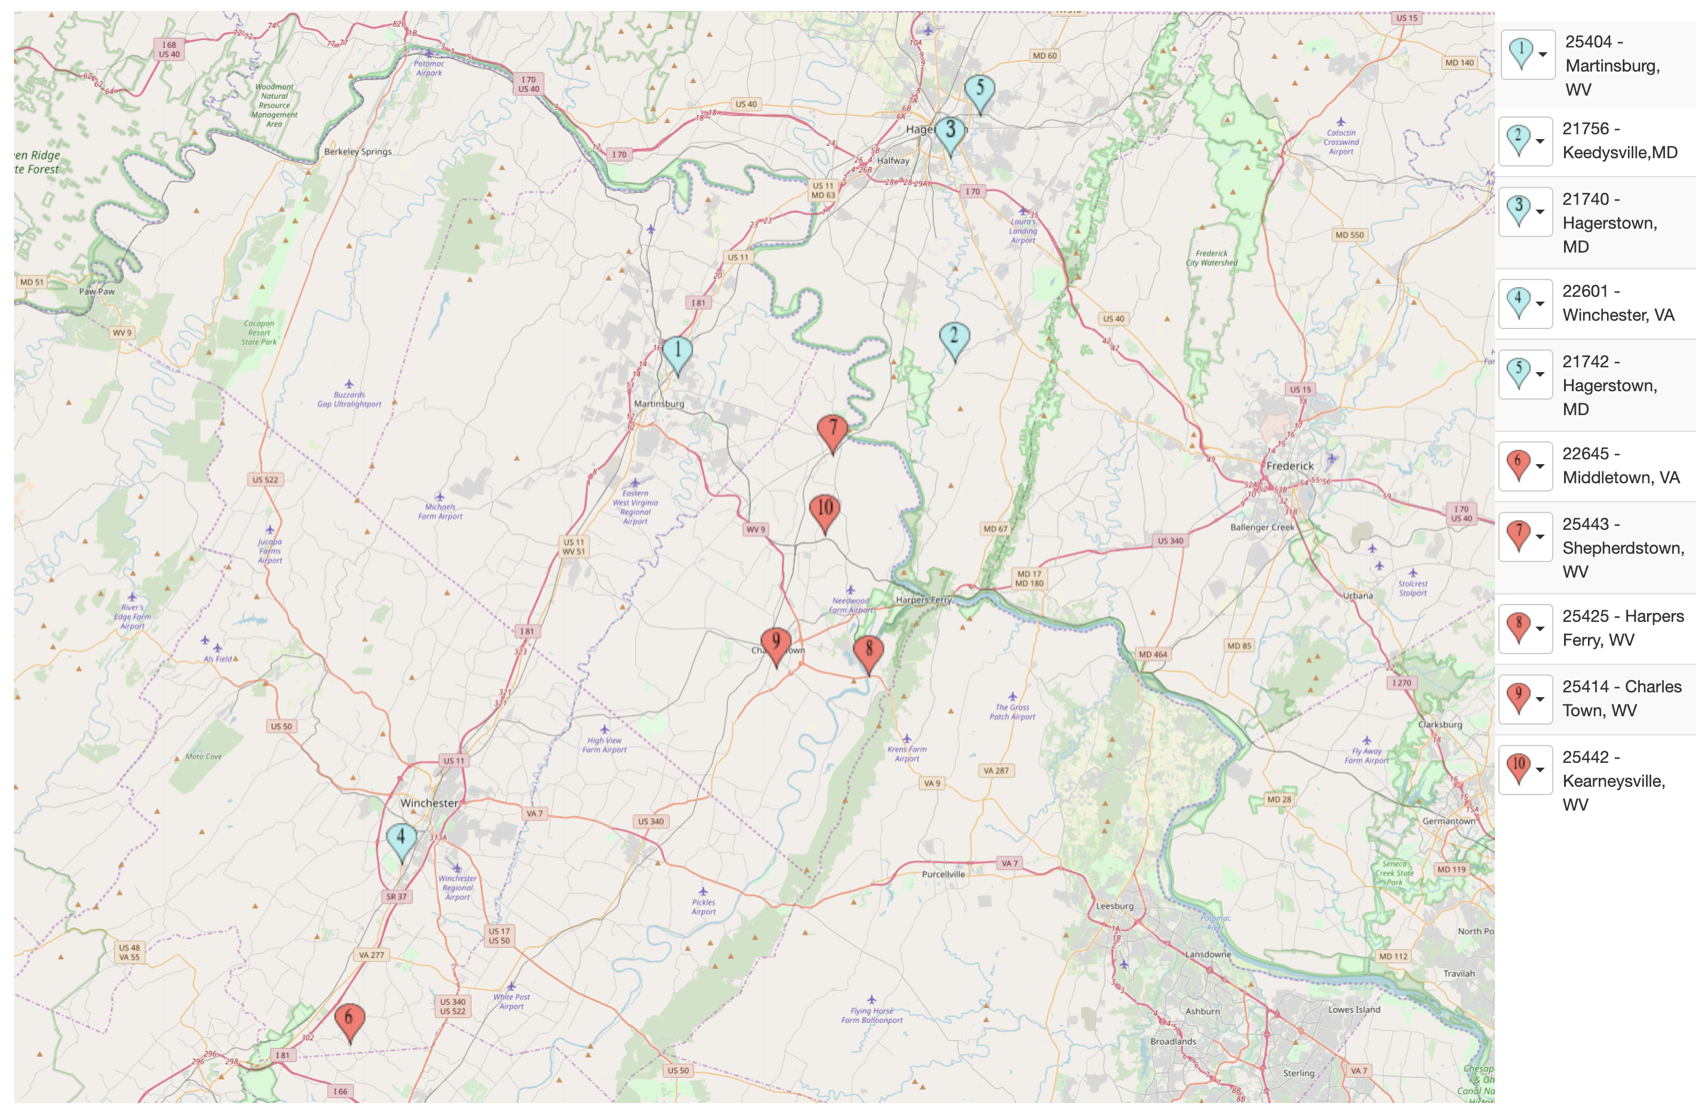 I 68
US 40
Woodmont
Natural
Resource
Management
Area
en Ridge
te Forest
Berkeley Springs
Potomac
Airpark
I 70
US 40
US 40
I 70
MD 60
US 15
MD 140
Catoctin
Crosswind
Airport
Halfway
US 11
MD 63
I 70
Laura's
Landing
Airport
MD 550
Frederick
City Watershed
MD 51
Paw Paw
WV 9
Cacapon
Resort
State Park
US 11
I 81
US 40
Buzzards
Gap Ultralightport
Martinsburg
US 15
Frederick
Ballenger Creek
I 70
US 40
US 522
Michaels
Farm Airport
Eastern
West Virginia
Regional
Airport
WV 9
MD 67
US 340
Jucapa
Farms
Airport
US 11
WV 51
MD 17
MD 180
Stolcrest
Stolport
Urbana
River's
Edge Farm
Airport
Needwood
Farm Airport
Harpers Ferry
Als Field
I 81
MD 464
MD 85
I 270
Clarksburg
US 50
Moto Cove
High View
Farm Airport
The Grass
Patch Airport
Krens Farm
Airport
Fly Away
Farm Airport
US 11
VA 9
VA 287
MD 28
Germantown
Winchester
VA 7
US 340
VA 7
Purcellville
Seneca
Creek State
Park
MD 119
Winchester
Regional
Airport
SR 37
Pickles
Airport
Leesburg
Potomac
River
North Po
US 48
VA 55
US 17
US 50
VA 277
Lansdowne
MD 112
Travilah
US 340
US 522
White Post
Airport
Flying Horse
Farm Balloonport
Ashburn
Lowes Island
Broadlands
I 81
I 66
US 50
Sterling
VA 7
1
2
3
4
5
6
7
8
9
10
1
25404 -
Martinsburg,
WV
2
21756 -
Keedysville,MD
3
21740 -
Hagerstown,
MD
4
22601 -
Winchester, VA
5
21742 -
Hagerstown,
MD
6
22645 -
Middletown, VA
7
25443 -
Shepherdstown,
WV
8
25425 - Harpers
Ferry, WV
9
25414 - Charles
Town, WV
10
25442 -
Kearneysville,
WV